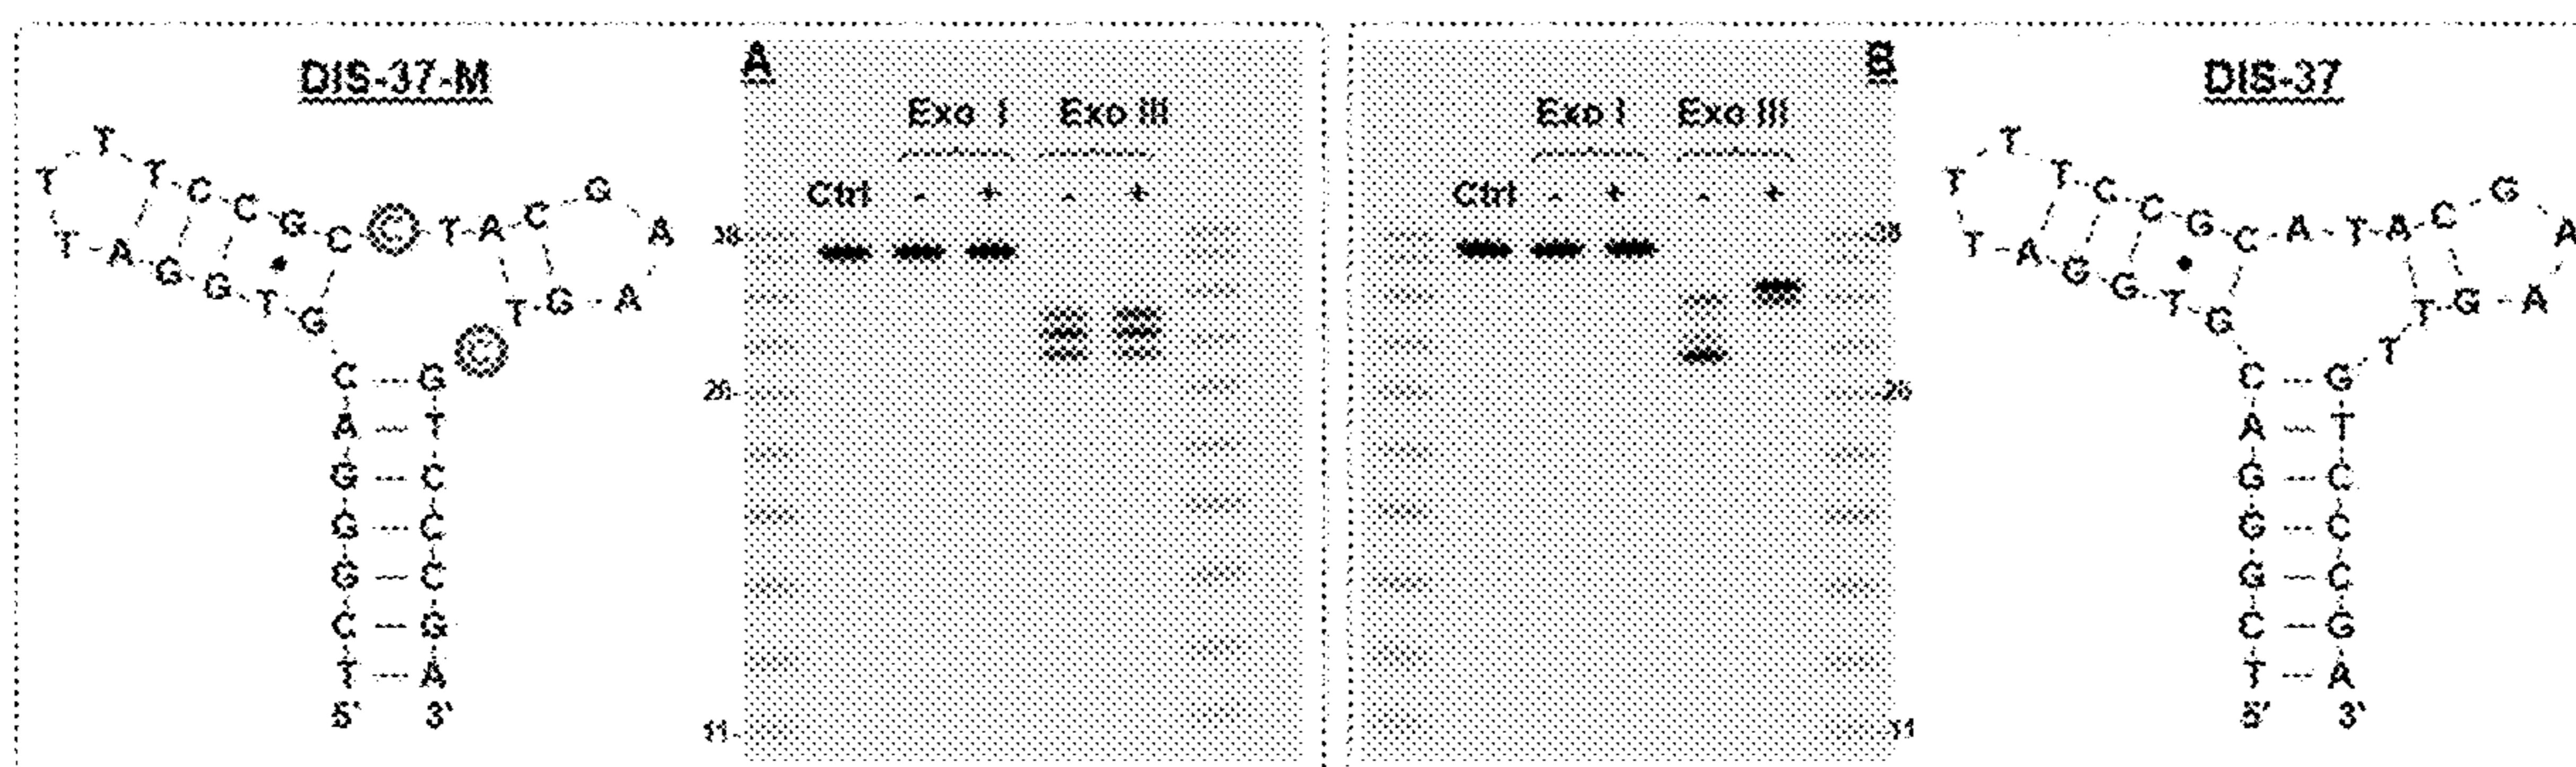 DIS-37-M
T T T C C G C C T A C G A
T A G G T G
T G A
C
C G
A T
G C
G C
G C
C G
T A
5' 3'
A
Exo I Exo III
Ctrl - + - +
38-
26-
11-
B
Exo I Exo III
Ctrl - + - +
-38
-26
-11
DIS-37
T T T C C G C A T A C G A
T A G G T G
T G A
T
C G
A T
G C
G C
G C
C G
T A
5' 3'